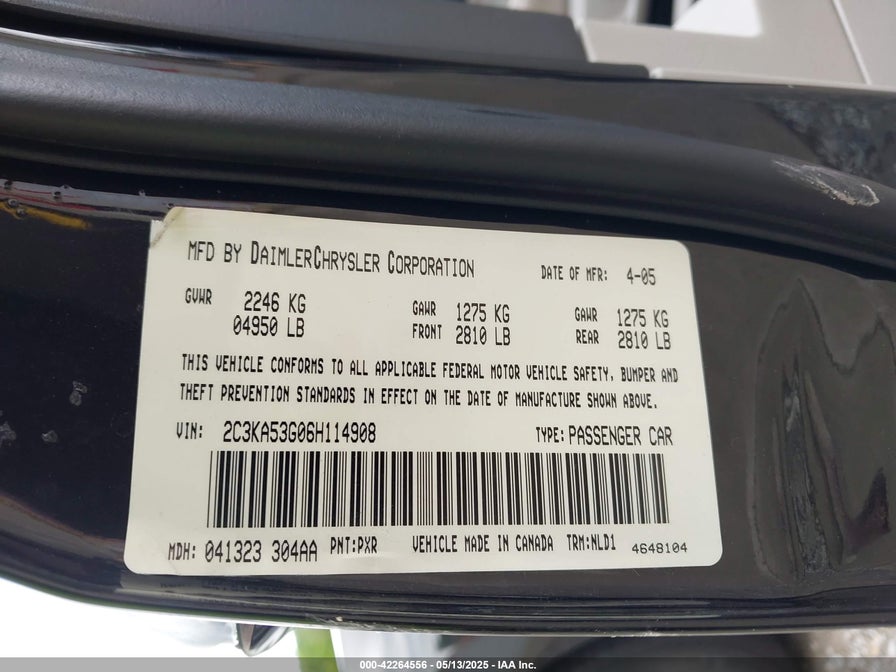 MFD BY DAIMLERCHRYSLER CORPORATION DATE OF MFR: 4-05
GVWR 2246 KG GAWR 1275 KG GAWR 1275 KG
04950 LB FRONT 2810 LB REAR 2810 LB
THIS VEHICLE CONFORMS TO ALL APPLICABLE FEDERAL MOTOR VEHICLE SAFETY, BUMPER AND
THEFT PREVENTION STANDARDS IN EFFECT ON THE DATE OF MANUFACTURE SHOWN ABOVE.
VIN: 2C3KA53G06H114908 TYPE: PASSENGER CAR
MDH: 041323 304AA PNT:PXR VEHICLE MADE IN CANADA TRM:NLD1 4648104
000-42264556 - 05/13/2025 - IAA Inc.